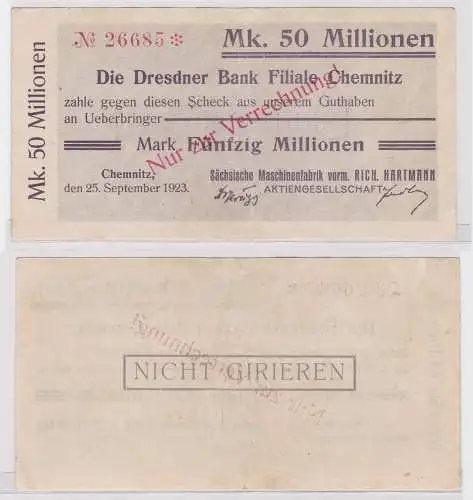 № 26685 *
Mk. 50 Millionen
Mk. 50 Millionen
Die Dresdner Bank Filiale Chemnitz
zahle gegen diesen Scheck aus unserem Guthaben
an Ueberbringer
Nur zur Verrechnung!
Mark Fünfzig Millionen
Chemnitz,
den 25. September 1923.
Sächsische Maschinenfabrik vorm. RICH. HARTMANN
AKTIENGESELLSCHAFT
NICHT GIRIEREN